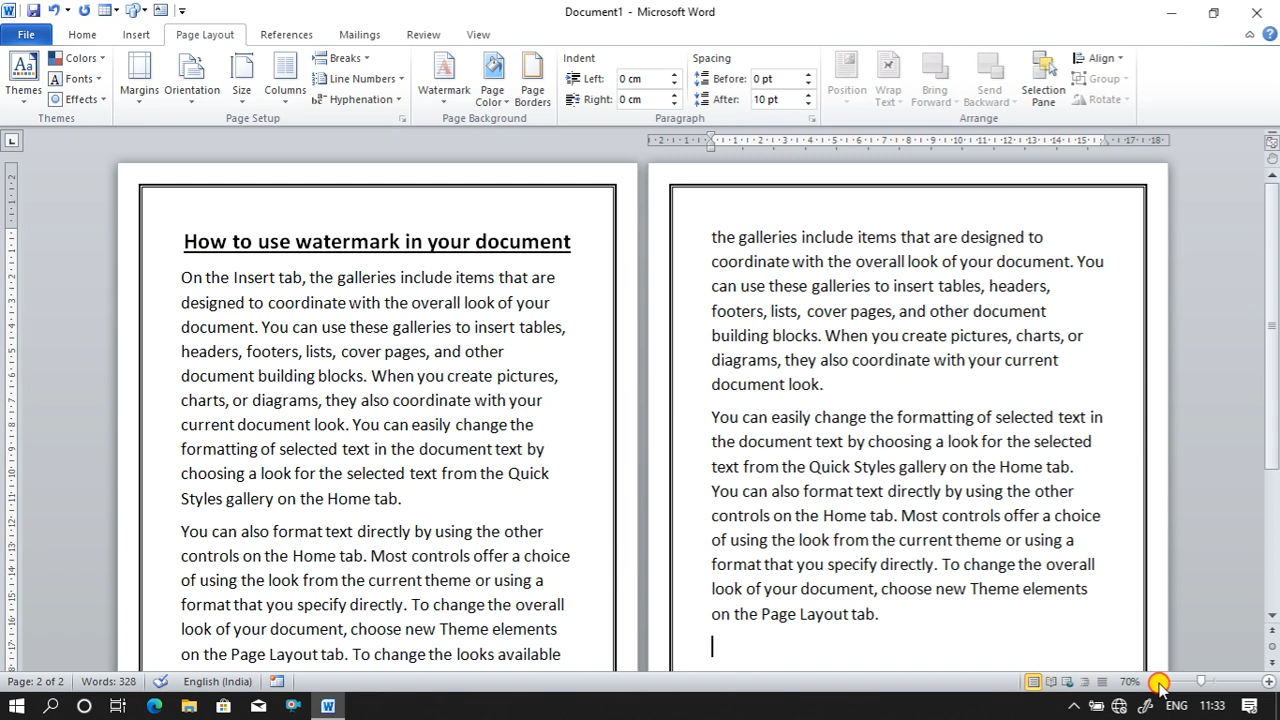 Document1 - Microsoft Word
File Home Insert Page Layout References Mailings Review View
Themes
Colors
Fonts
Effects
Themes
Margins
Orientation
Size
Columns
Breaks
Line Numbers
Hyphenation
Page Setup
Watermark
Page Color
Page Borders
Page Background
Indent
Left: 0 cm
Right: 0 cm
Spacing
Before: 0 pt
After: 10 pt
Paragraph
Position
Wrap Text
Bring Forward
Send Backward
Selection Pane
Align
Group
Rotate
Arrange
How to use watermark in your document
On the Insert tab, the galleries include items that are
designed to coordinate with the overall look of your
document. You can use these galleries to insert tables,
headers, footers, lists, cover pages, and other
document building blocks. When you create pictures,
charts, or diagrams, they also coordinate with your
current document look. You can easily change the
formatting of selected text in the document text by
choosing a look for the selected text from the Quick
Styles gallery on the Home tab.
You can also format text directly by using the other
controls on the Home tab. Most controls offer a choice
of using the look from the current theme or using a
format that you specify directly. To change the overall
look of your document, choose new Theme elements
on the Page Layout tab. To change the looks available
the galleries include items that are designed to
coordinate with the overall look of your document. You
can use these galleries to insert tables, headers,
footers, lists, cover pages, and other document
building blocks. When you create pictures, charts, or
diagrams, they also coordinate with your current
document look.
You can easily change the formatting of selected text in
the document text by choosing a look for the selected
text from the Quick Styles gallery on the Home tab.
You can also format text directly by using the other
controls on the Home tab. Most controls offer a choice
of using the look from the current theme or using a
format that you specify directly. To change the overall
look of your document, choose new Theme elements
on the Page Layout tab.
Page: 2 of 2 Words: 328 English (India) 70%
ENG 11:33